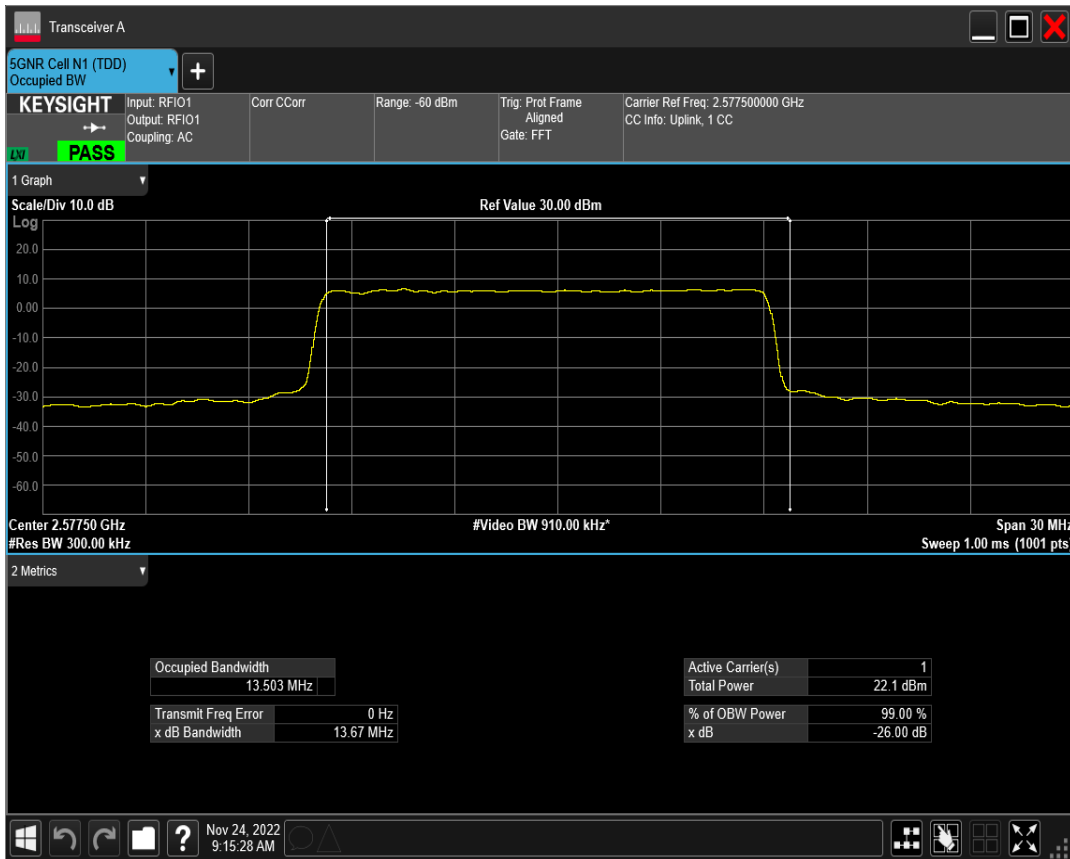 Transceiver A
5GNR Cell N1 (TDD)
Occupied BW
+
KEYSIGHT
LXI
PASS
Input: RFIO1
Output: RFIO1
Coupling: AC
Corr CCorr
Range: -60 dBm
Trig: Prot Frame
Aligned
Gate: FFT
Carrier Ref Freq: 2.577500000 GHz
CC Info: Uplink, 1 CC
1 Graph
Scale/Div 10.0 dB
Ref Value 30.00 dBm
Log
20.0
10.0
0.00
-10.0
-20.0
-30.0
-40.0
-50.0
-60.0
Center 2.57750 GHz
#Video BW 910.00 kHz*
Span 30 MHz
#Res BW 300.00 kHz
Sweep 1.00 ms (1001 pts)
2 Metrics
Occupied Bandwidth
13.503 MHz
Transmit Freq Error 0 Hz
x dB Bandwidth 13.67 MHz
Active Carrier(s) 1
Total Power 22.1 dBm
% of OBW Power 99.00 %
x dB -26.00 dB
?
Nov 24, 2022
9:15:28 AM